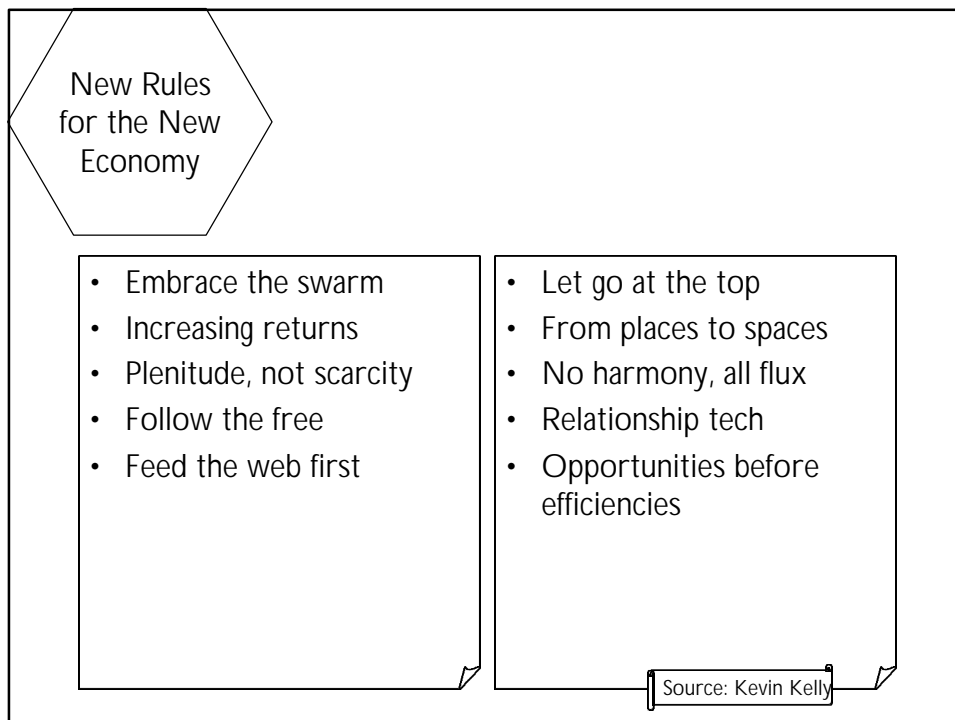 New Rules
for the New
Economy
• Embrace the swarm
• Increasing returns
• Plenitude, not scarcity
• Follow the free
• Feed the web first
• Let go at the top
• From places to spaces
• No harmony, all flux
• Relationship tech
• Opportunities before
efficiencies
Source: Kevin Kelly